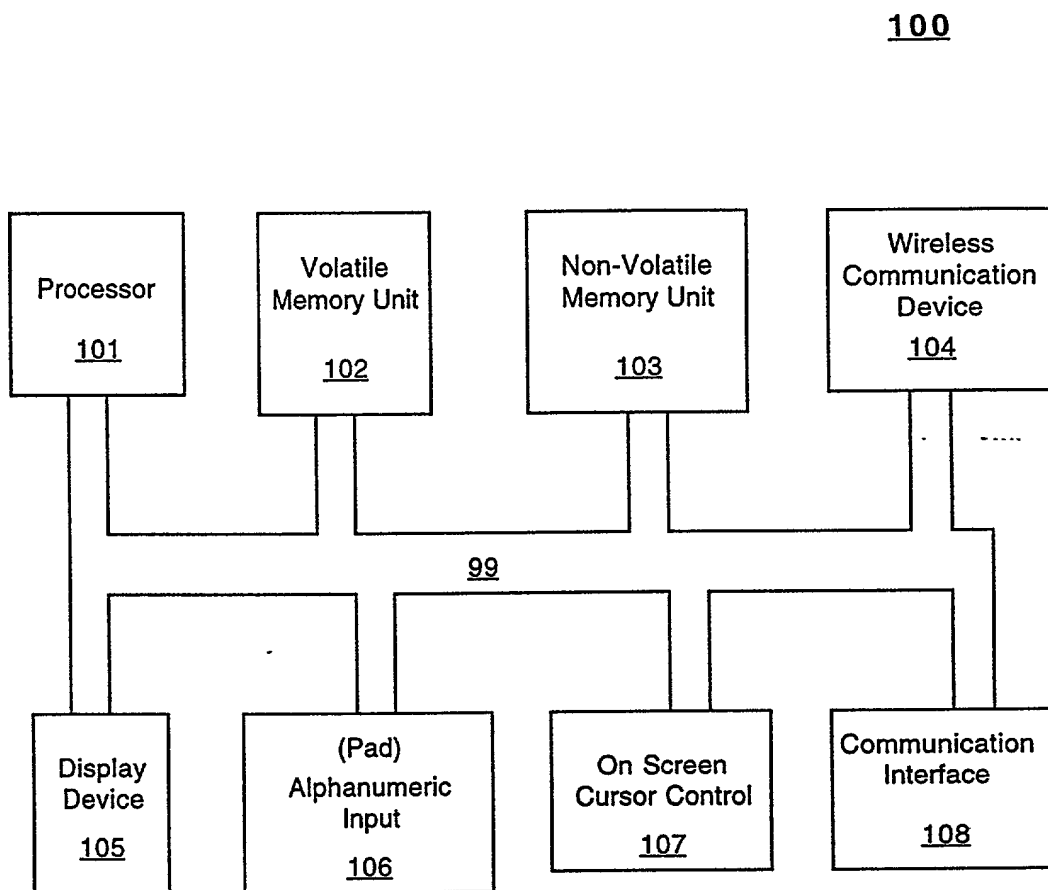 100
Processor
101
Volatile
Memory Unit
102
Non-Volatile
Memory Unit
103
Wireless
Communication
Device
104
99
Display
Device
105
(Pad)
Alphanumeric
Input
106
On Screen
Cursor Control
107
Communication
Interface
108